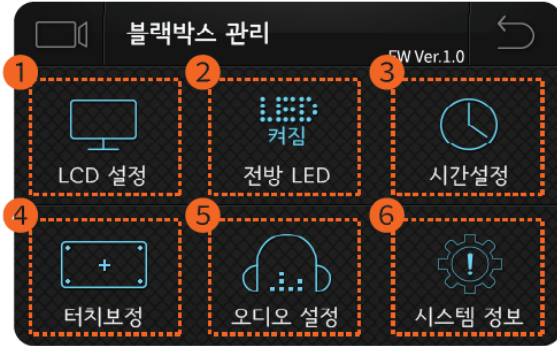 블랙박스 관리
FW Ver.1.0
1 2 3
LED
켜짐
LCD 설정 전방 LED 시간설정
4 5 6
터치보정 오디오 설정 시스템 정보